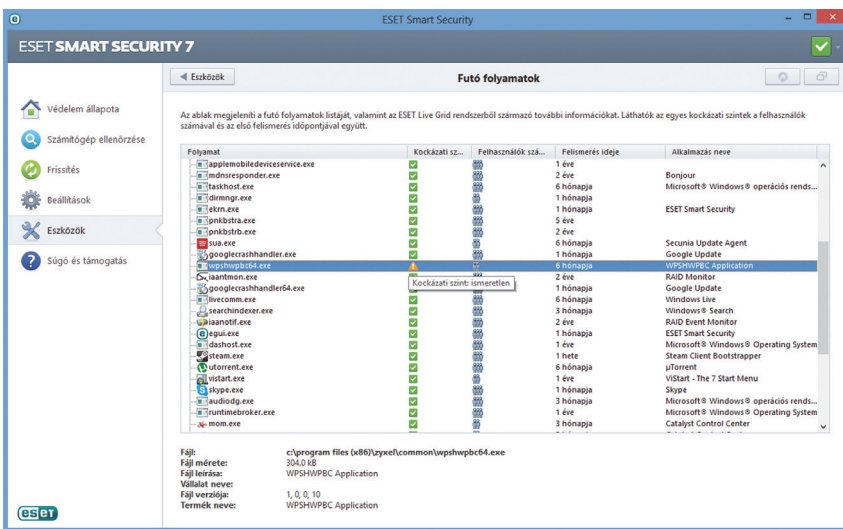 ESET Smart Security
ESET SMART SECURITY 7
Eszközök
Futó folyamatok
Védelem állapota
Számítógép ellenőrzése
Frissítés
Beállítások
Eszközök
Súgó és támogatás
Az ablak megjeleníti a futó folyamatok listáját, valamint az ESET Live Grid rendszerből származó további információkat. Láthatók az egyes kockázati szintek a felhasználók
számával és az első felismerés időpontjával együtt.
Folyamat Kockázati sz... Felhasználók szá... Felismerés ideje Alkalmazás neve
applemobiledeviceservice.exe 1 éve
mdnsresponder.exe 2 éve Bonjour
taskhost.exe 6 hónapja Microsoft® Windows® operációs rends...
dirmngr.exe 1 hónapja
ekrn.exe 1 hónapja ESET Smart Security
pnkbstra.exe 5 éve
pnkbstrb.exe 2 éve
sua.exe 6 hónapja Secunia Update Agent
googlecrashhandler.exe 1 hónapja Google Update
wpshwpbc64.exe 6 hónapja WPSHWPBC Application
iaantmon.exe 2 éve RAID Monitor
Kockázati szint: ismeretlen
googlecrashhandler64.exe 1 hónapja Google Update
livecomm.exe 6 hónapja Windows Live
searchindexer.exe 3 hónapja Windows® Search
iaanotif.exe 2 éve RAID Event Monitor
egui.exe 1 hónapja ESET Smart Security
dashost.exe 1 éve Microsoft® Windows® Operating System
steam.exe 1 hete Steam Client Bootstrapper
utorrent.exe 6 hónapja µTorrent
vistart.exe 1 éve ViStart - The 7 Start Menu
skype.exe 1 hónapja Skype
audiodg.exe 3 hónapja Microsoft® Windows® operációs rends...
runtimebroker.exe 1 éve Microsoft® Windows® Operating System
mom.exe 3 hónapja Catalyst Control Center
Fájl: c:\program files (x86)\zyxel\common\wpshwpbc64.exe
Fájl mérete: 304.0 kB
Fájl leírása: WPSHWPBC Application
Vállalat neve:
Fájl verziója: 1, 0, 0, 10
Termék neve: WPSHWPBC Application
eset